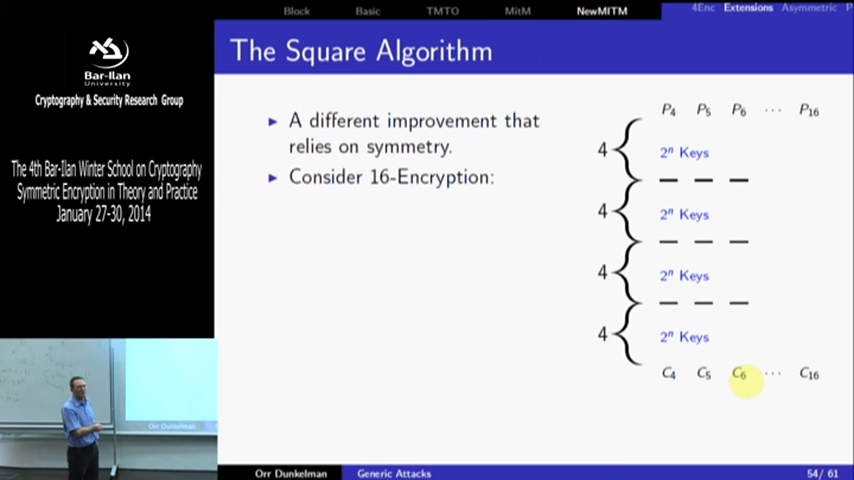 Block Basic TMTO MitM NewMITM 4Enc Extensions Asymmetric P
The Square Algorithm
Bar-Ilan
University
Cryptography & Security Research Group
The 4th Bar-Ilan Winter School on Cryptography
Symmetric Encryption in Theory and Practice
January 27-30, 2014
► A different improvement that
relies on symmetry.
► Consider 16-Encryption:
P₄ P₅ P₆ ⋯ P₁₆
4 2ⁿ Keys
4 2ⁿ Keys
4 2ⁿ Keys
4 2ⁿ Keys
C₄ C₅ C₆ ⋯ C₁₆
Orr Dunkelman
Orr Dunkelman Generic Attacks 54/ 61